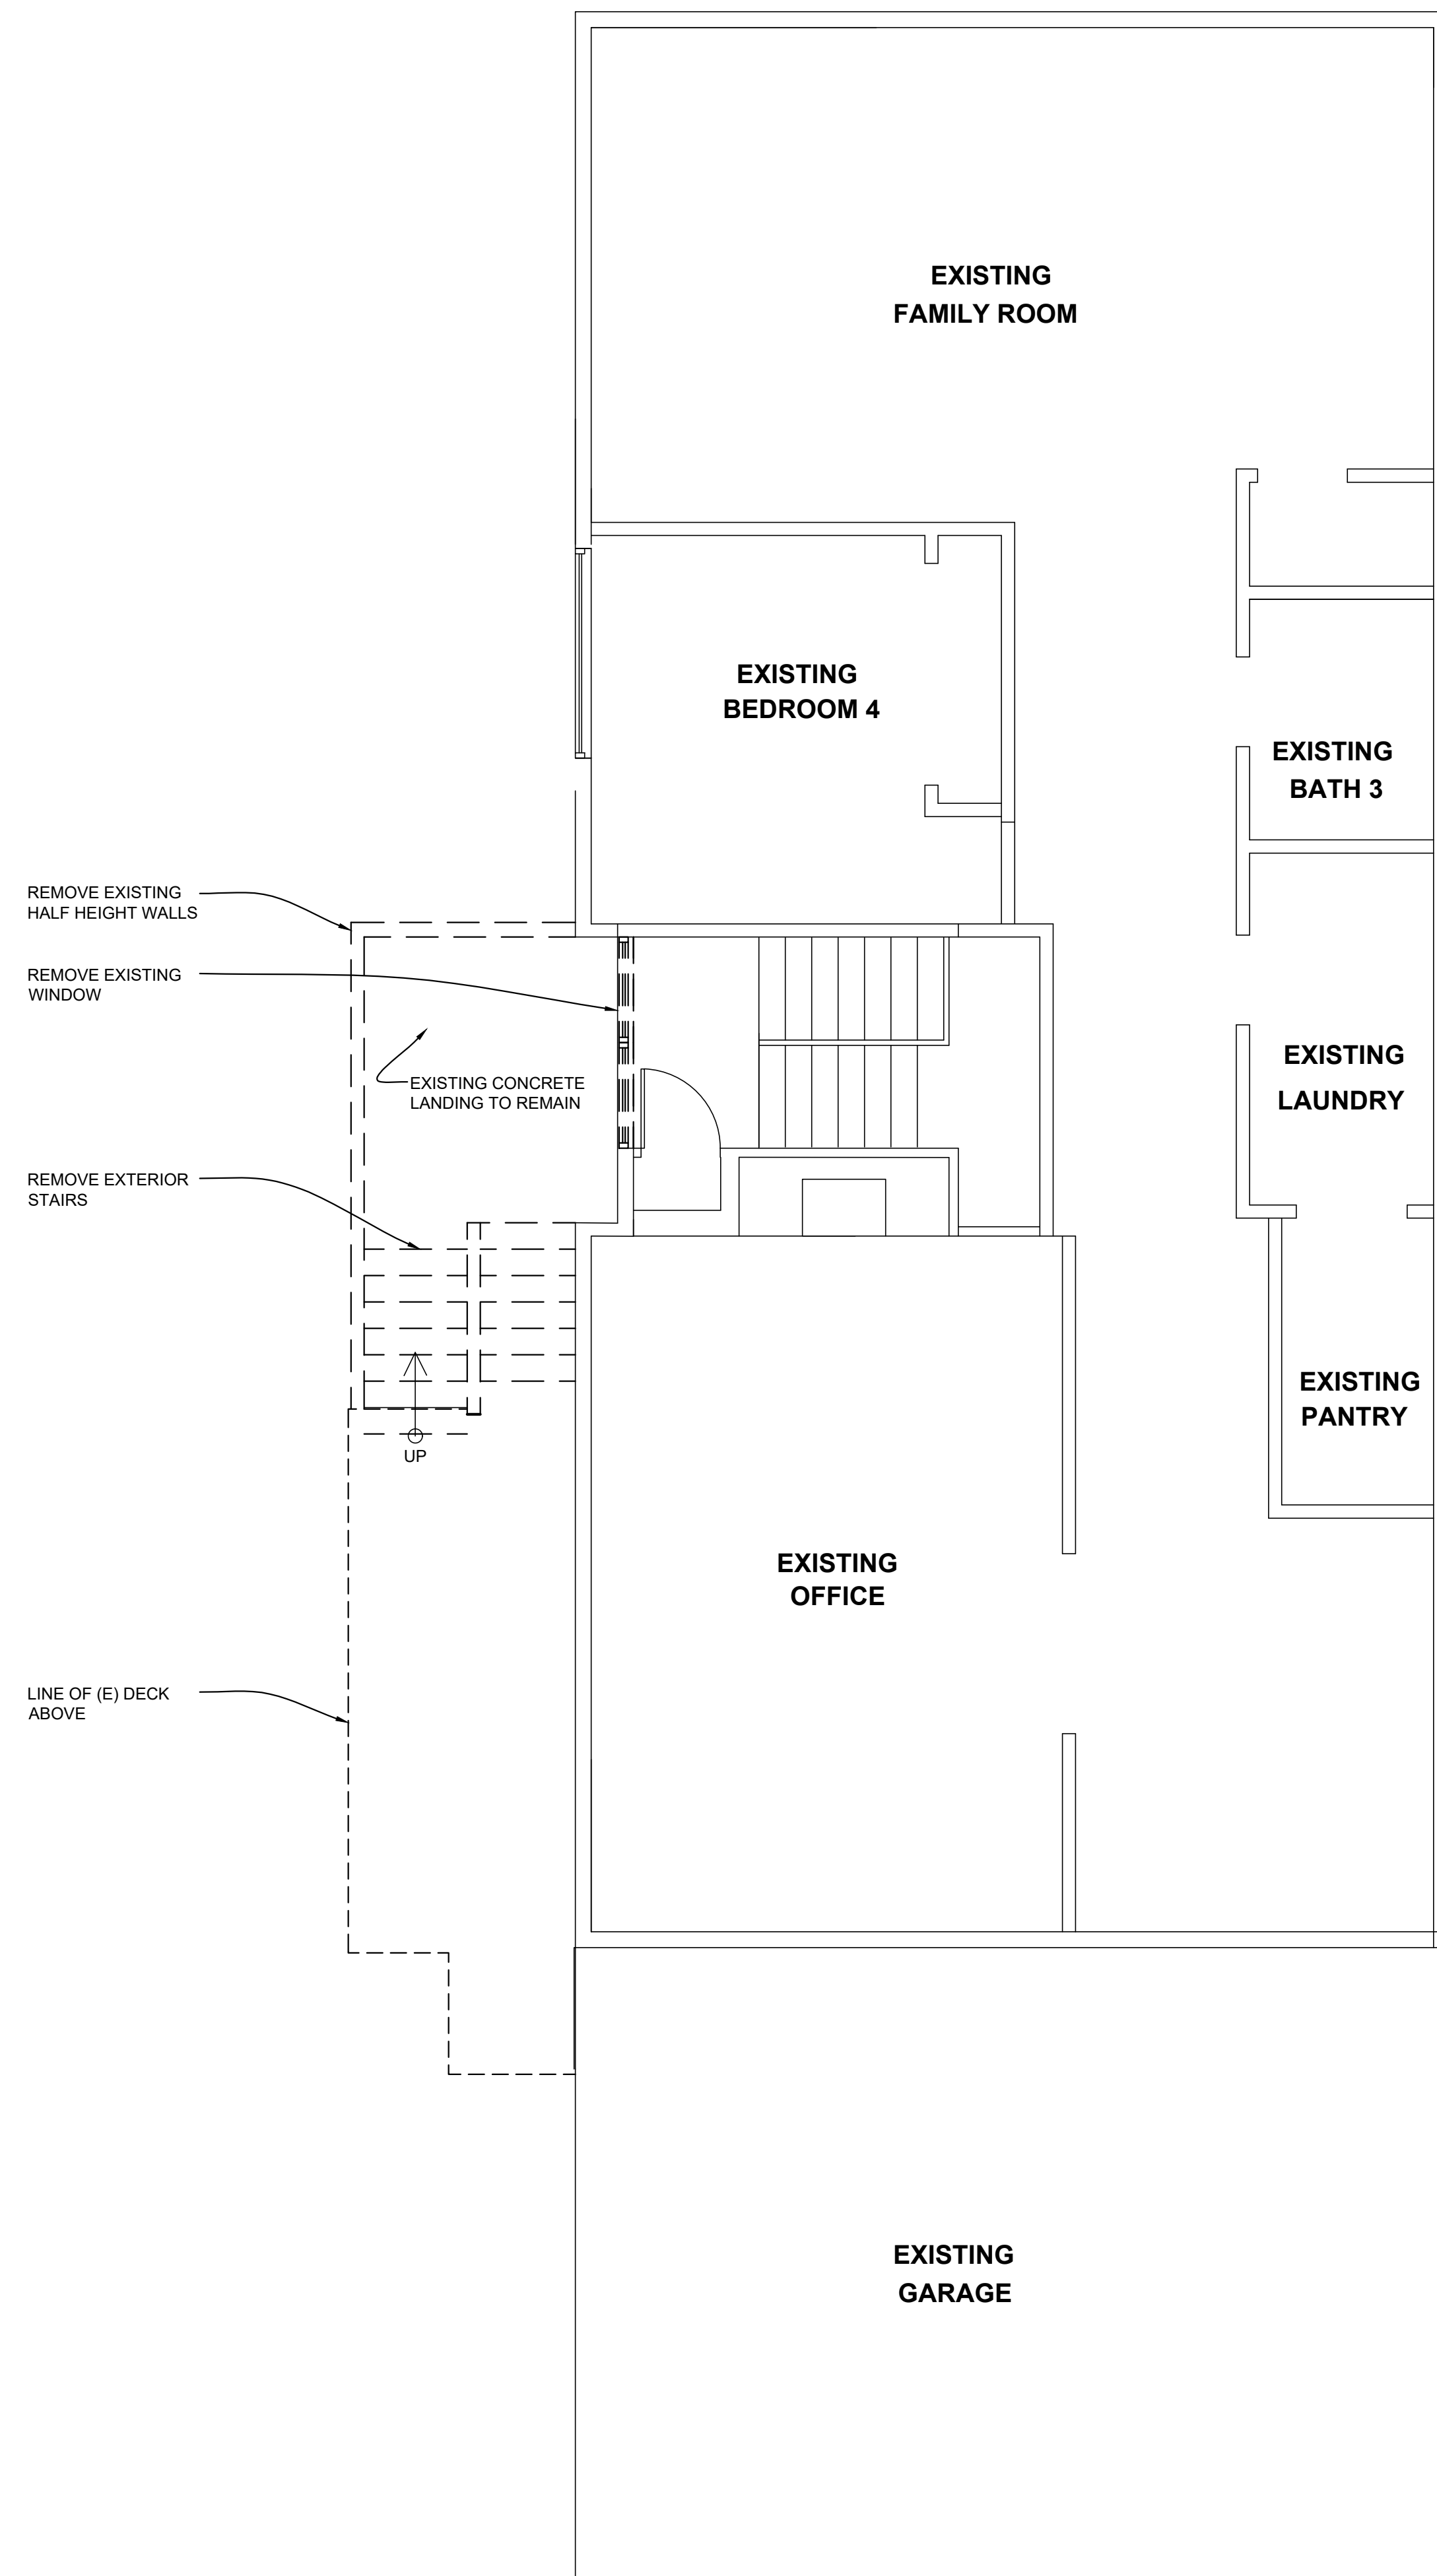 EXISTING
FAMILY ROOM
EXISTING
BEDROOM 4
EXISTING
BATH 3
REMOVE EXISTING
HALF HEIGHT WALLS
REMOVE EXISTING
WINDOW
EXISTING CONCRETE
LANDING TO REMAIN
EXISTING
LAUNDRY
REMOVE EXTERIOR
STAIRS
EXISTING
PANTRY
UP
EXISTING
OFFICE
LINE OF (E) DECK
ABOVE
EXISTING
GARAGE